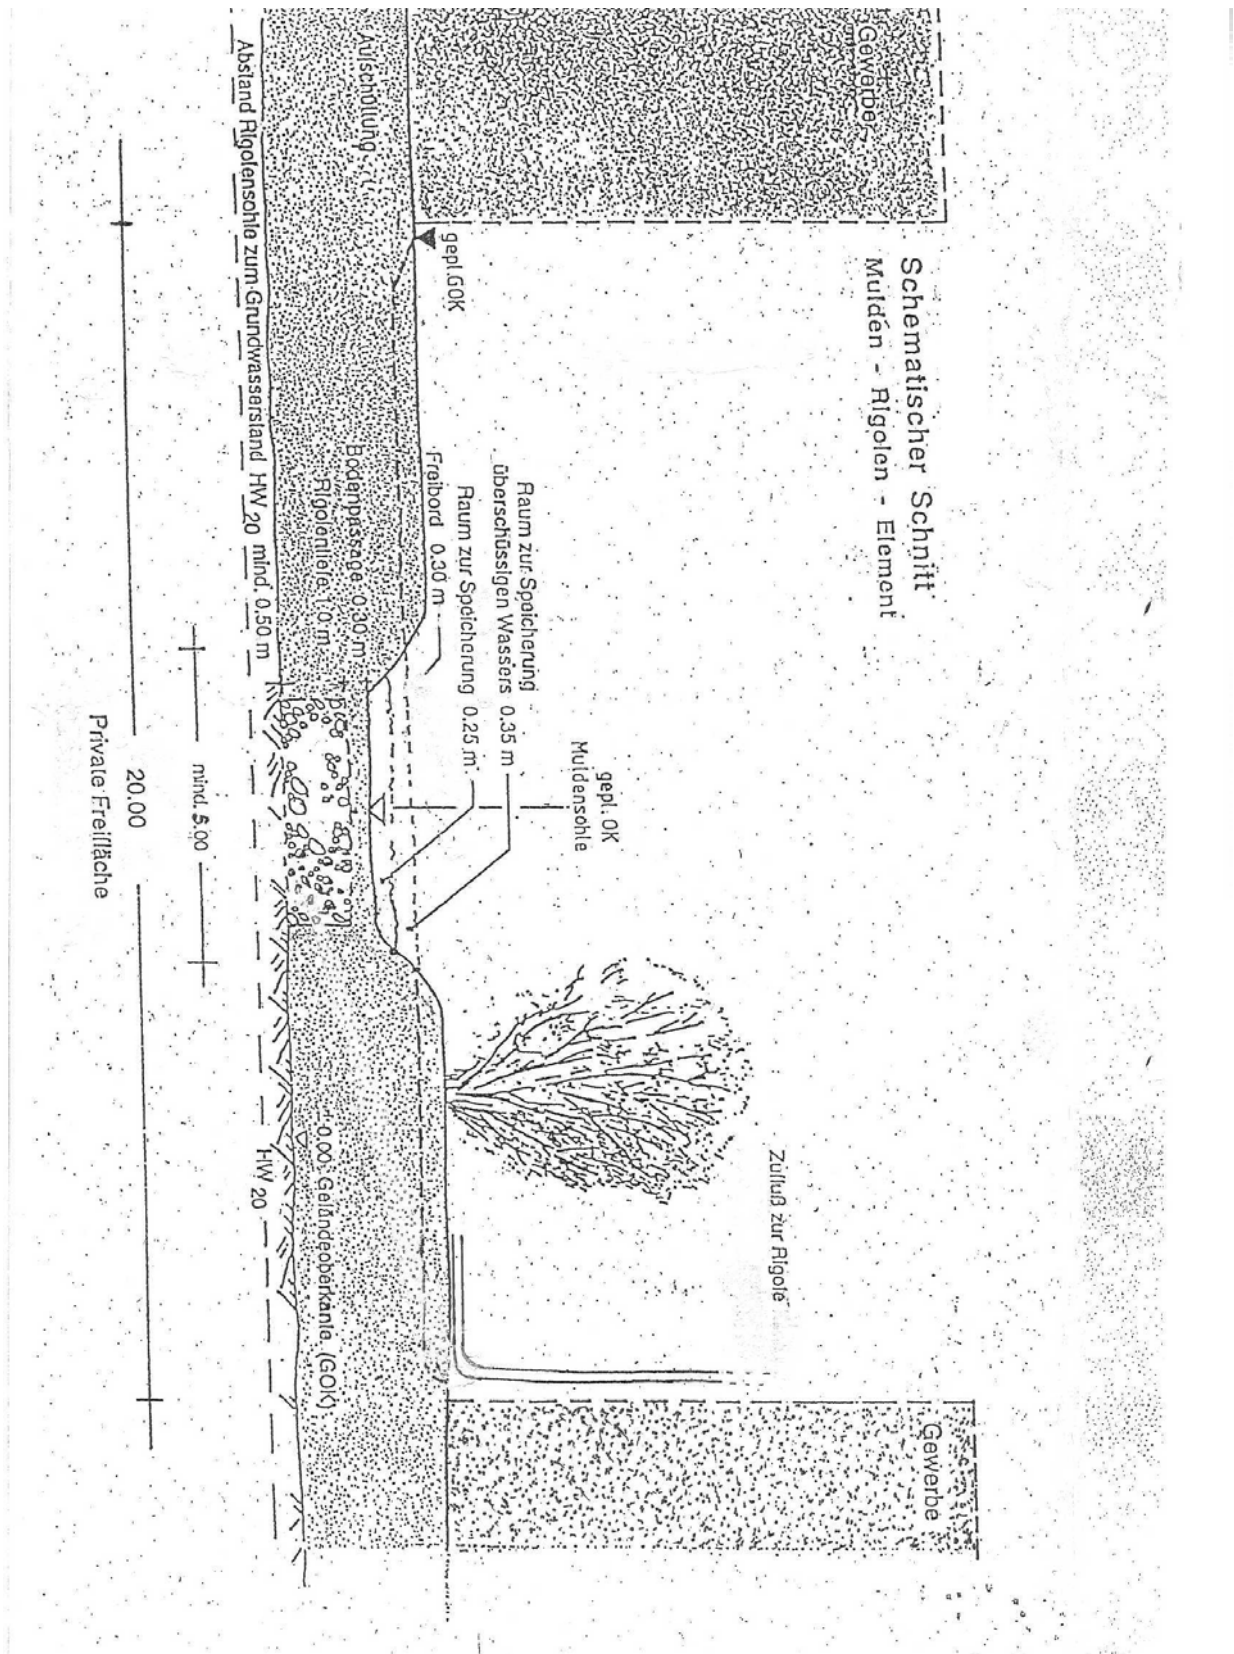 Schematischer Schnitt
Mulden - Rigolen - Element
Gewerbe
gepl. GOK
Aufschüttung
Zufluß zur Rigole
Gewerbe
gepl. OK
Muldensohle
Raum zur Speicherung
überschüssigen Wassers 0.35 m
Raum zur Speicherung 0.25 m
Freibord 0.30 m
Bodenpassage 0.30 m
Rigolentiefe 1.0 m
0.00 Geländeoberkante (GOK)
Abstand Rigolensohle zum Grundwasserstand HW 20 mind. 0.50 m
HW 20
mind. 5.00
20.00
Private Freifläche